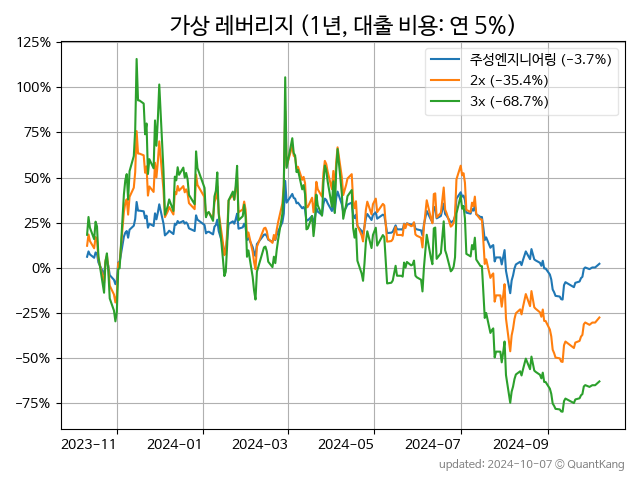 가상 레버리지 (1년, 대출 비용: 연 5%)
125%
100%
75%
50%
25%
0%
−25%
−50%
−75%
주성엔지니어링 (−3.7%)
2x (−35.4%)
3x (−68.7%)
2023-11 2024-01 2024-03 2024-05 2024-07 2024-09
updated: 2024-10-07 © QuantKang